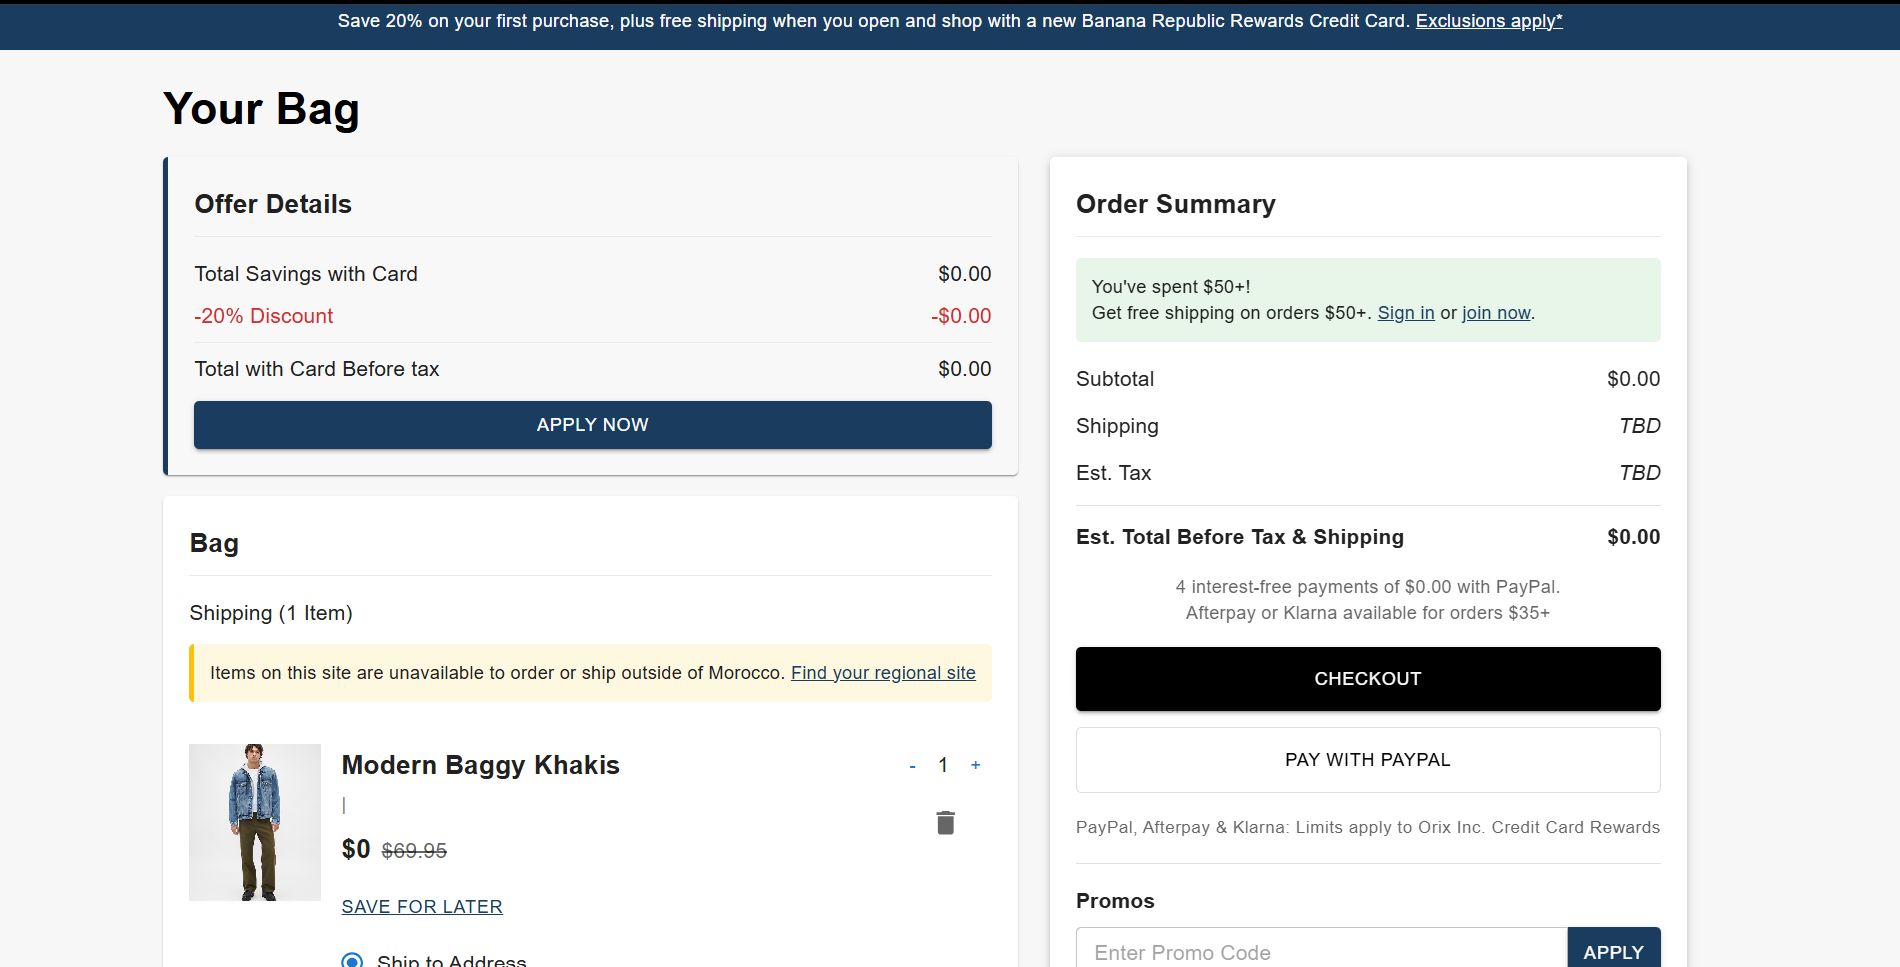 Save 20% on your first purchase, plus free shipping when you open and shop with a new Banana Republic Rewards Credit Card. Exclusions apply*
Your Bag
Offer Details
Total Savings with Card $0.00
-20% Discount -$0.00
Total with Card Before tax $0.00
APPLY NOW
Bag
Shipping (1 Item)
Items on this site are unavailable to order or ship outside of Morocco. Find your regional site
Modern Baggy Khakis - 1 +
|
$0 $69.95
SAVE FOR LATER
Ship to Address
Order Summary
You've spent $50+!
Get free shipping on orders $50+. Sign in or join now.
Subtotal $0.00
Shipping TBD
Est. Tax TBD
Est. Total Before Tax & Shipping $0.00
4 interest-free payments of $0.00 with PayPal.
Afterpay or Klarna available for orders $35+
CHECKOUT
PAY WITH PAYPAL
PayPal, Afterpay & Klarna: Limits apply to Orix Inc. Credit Card Rewards
Promos
Enter Promo Code APPLY